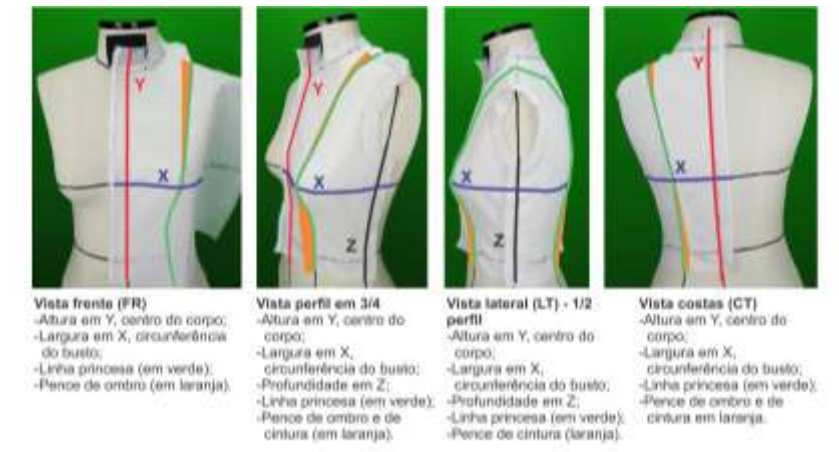 Y
X
Y
X
Z
X
Z
Y
X
Vista frente (FR)
-Altura em Y, centro do corpo;
-Largura em X, circunferência
do busto;
-Linha princesa (em verde);
-Pence de ombro (em laranja).
Vista perfil em 3/4
-Altura em Y, centro do
corpo;
-Largura em X,
circunferência do busto;
-Profundidade em Z;
-Linha princesa (em verde);
-Pence de ombro e de
cintura (em laranja).
Vista lateral (LT) - 1/2
perfil
-Altura em Y, centro do
corpo;
-Largura em X,
circunferência do busto;
-Profundidade em Z;
-Linha princesa (em verde);
-Pence de cintura (laranja).
Vista costas (CT)
-Altura em Y, centro do
corpo;
-Largura em X,
circunferência do busto;
-Linha princesa (em verde);
-Pence de ombro e de
cintura em laranja.